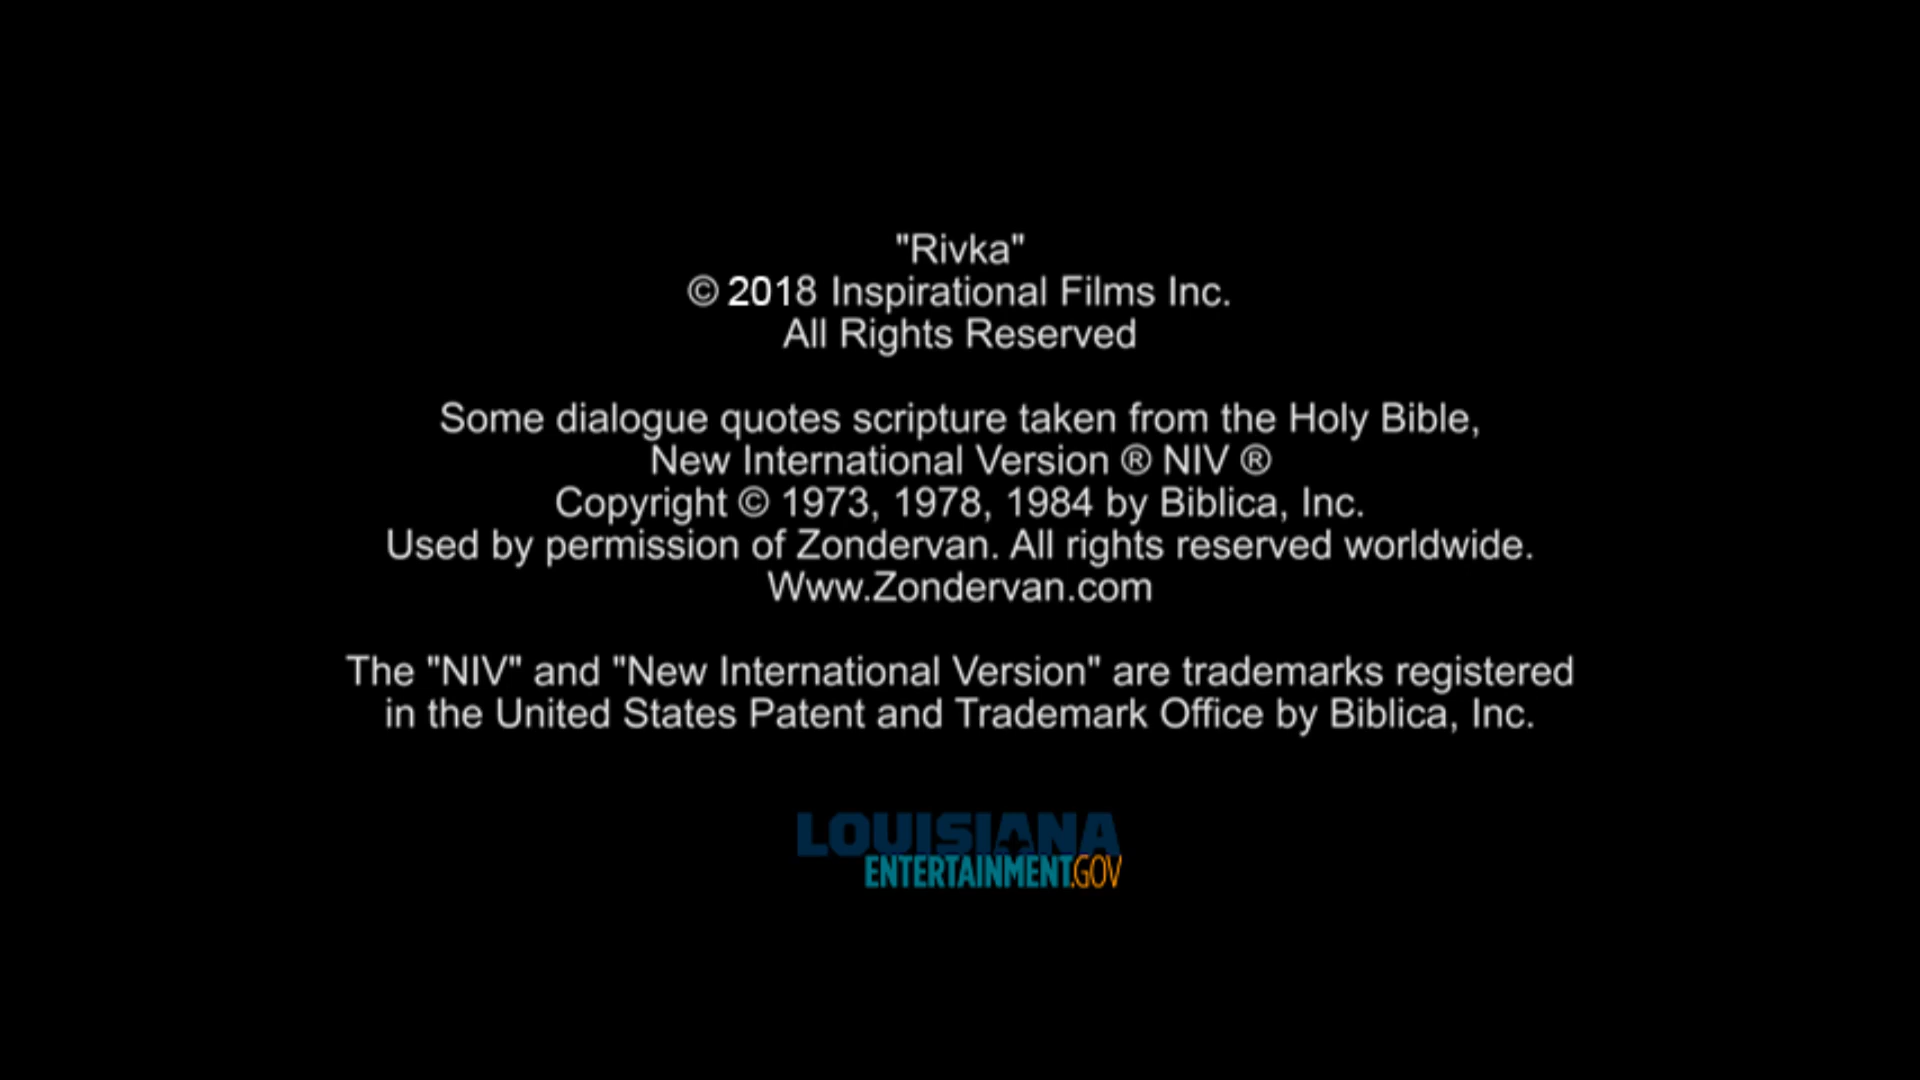 "Rivka"
© 2018 Inspirational Films Inc.
All Rights Reserved
Some dialogue quotes scripture taken from the Holy Bible,
New International Version ® NIV ®
Copyright © 1973, 1978, 1984 by Biblica, Inc.
Used by permission of Zondervan. All rights reserved worldwide.
Www.Zondervan.com
The "NIV" and "New International Version" are trademarks registered
in the United States Patent and Trademark Office by Biblica, Inc.
LOUISIANA
ENTERTAINMENT.GOV